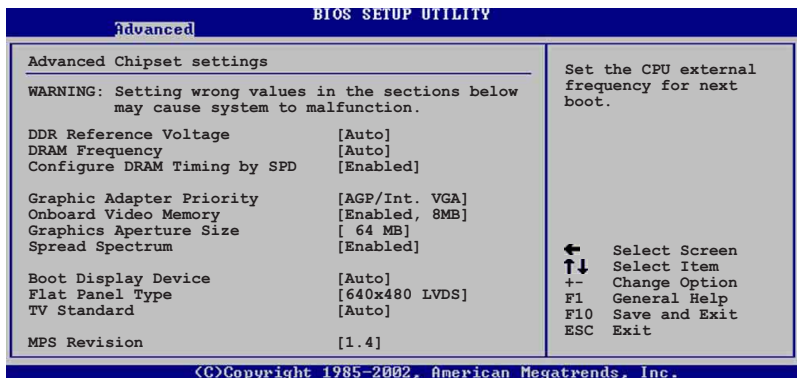 BIOS SETUP UTILITY
Advanced
Advanced Chipset settings
WARNING: Setting wrong values in the sections below
may cause system to malfunction.
DDR Reference Voltage [Auto]
DRAM Frequency [Auto]
Configure DRAM Timing by SPD [Enabled]
Graphic Adapter Priority [AGP/Int. VGA]
Onboard Video Memory [Enabled, 8MB]
Graphics Aperture Size [ 64 MB]
Spread Spectrum [Enabled]
Boot Display Device [Auto]
Flat Panel Type [640x480 LVDS]
TV Standard [Auto]
MPS Revision [1.4]
Set the CPU external
frequency for next
boot.
← Select Screen
↑↓ Select Item
+- Change Option
F1 General Help
F10 Save and Exit
ESC Exit
(C)Copyright 1985-2002, American Megatrends, Inc.